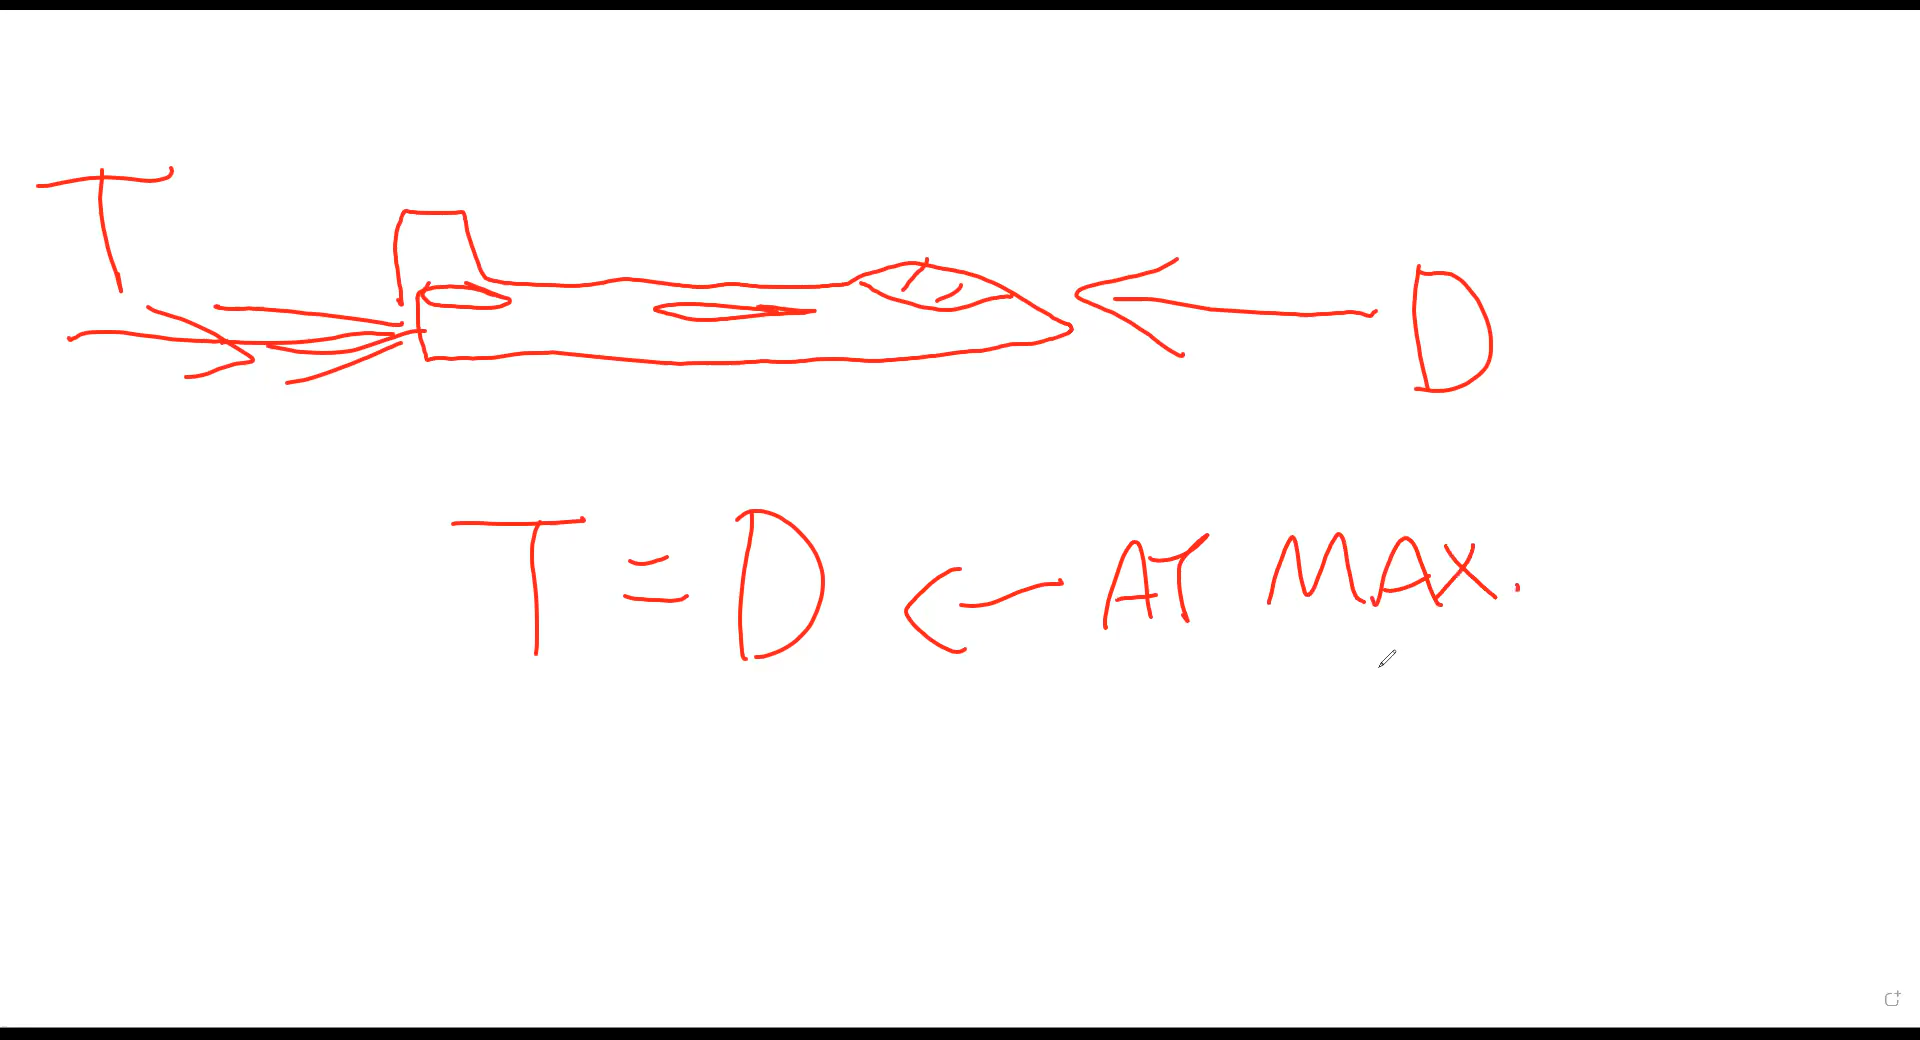 T
D
T = D ← AT MAX.